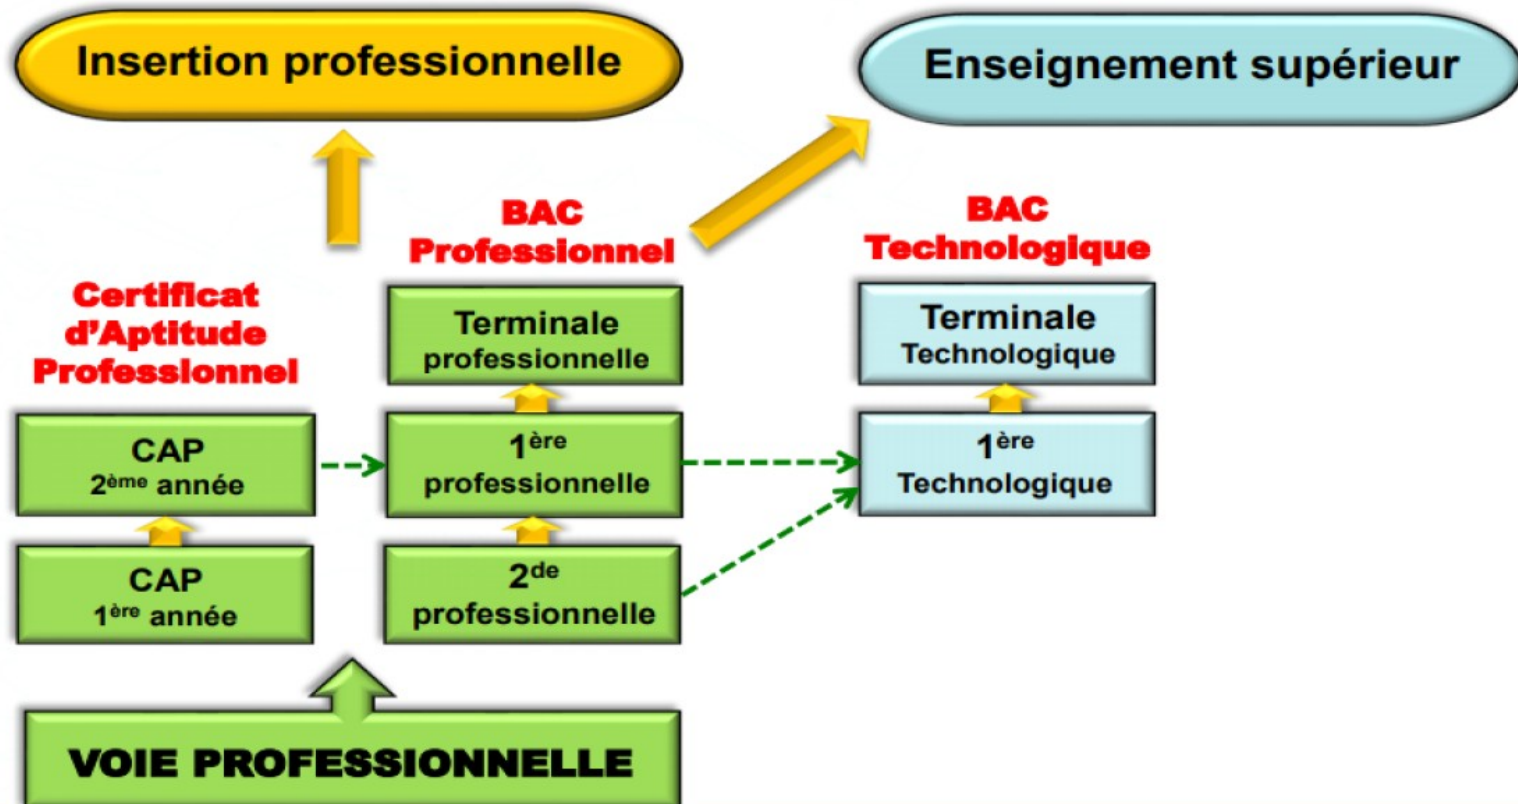 Insertion professionnelle
Enseignement supérieur
BAC
Professionnel
BAC
Technologique
Certificat
d’Aptitude
Professionnel
Terminale
professionnelle
Terminale
Technologique
CAP
2ème année
1ère
professionnelle
1ère
Technologique
CAP
1ère année
2de
professionnelle
VOIE PROFESSIONNELLE